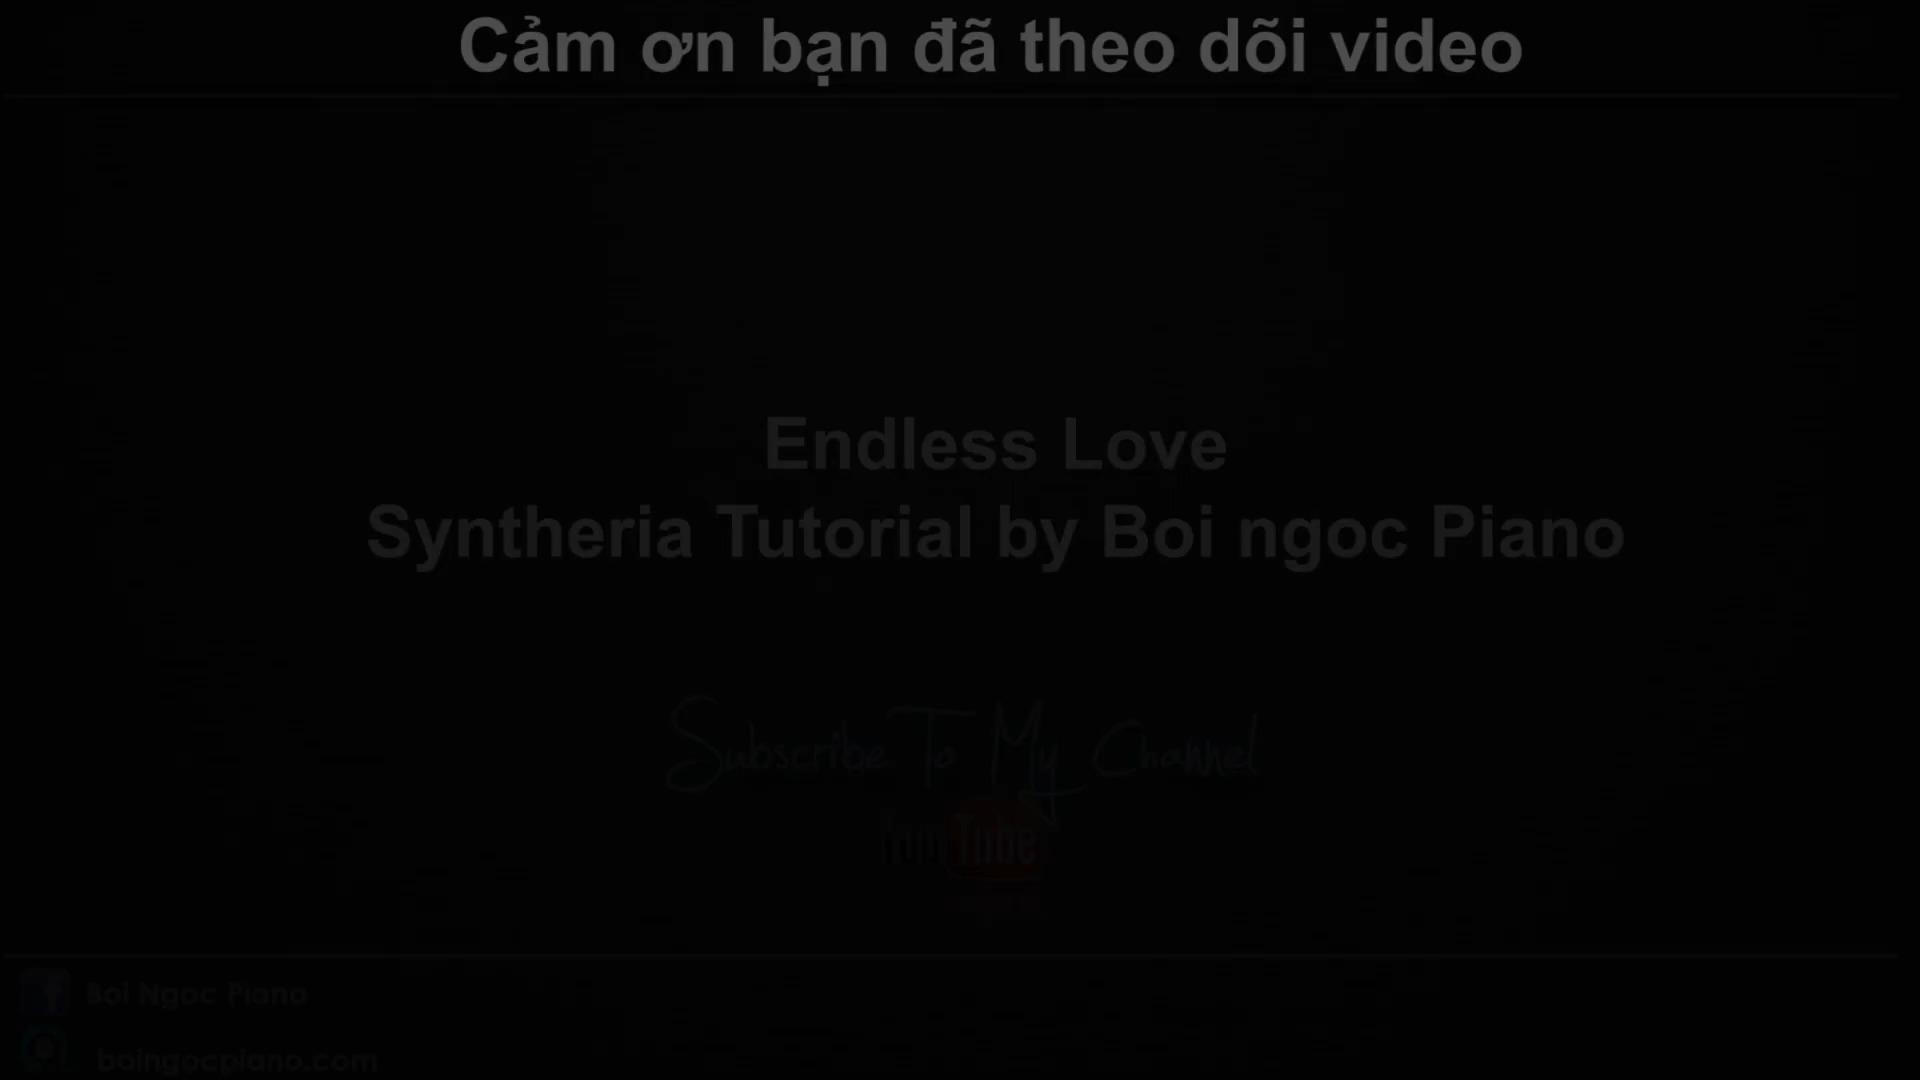 Cảm ơn bạn đã theo dõi video
Endless Love
Syntheria Tutorial by Boi ngoc Piano
Subscribe To My Channel
YouTube
Boi Ngoc Piano
boingocpiano.com